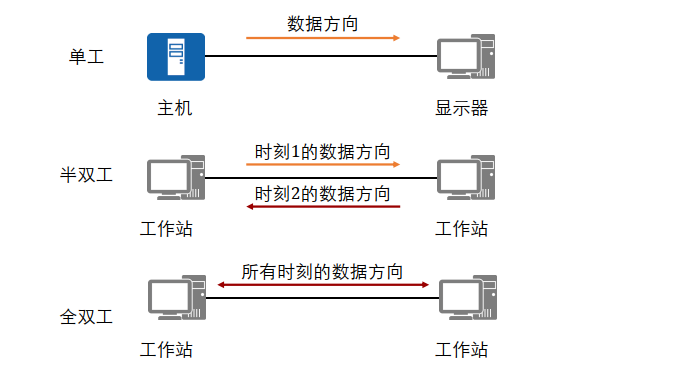 数据方向
单工
主机
显示器
时刻1的数据方向
半双工
时刻2的数据方向
工作站
工作站
所有时刻的数据方向
全双工
工作站
工作站